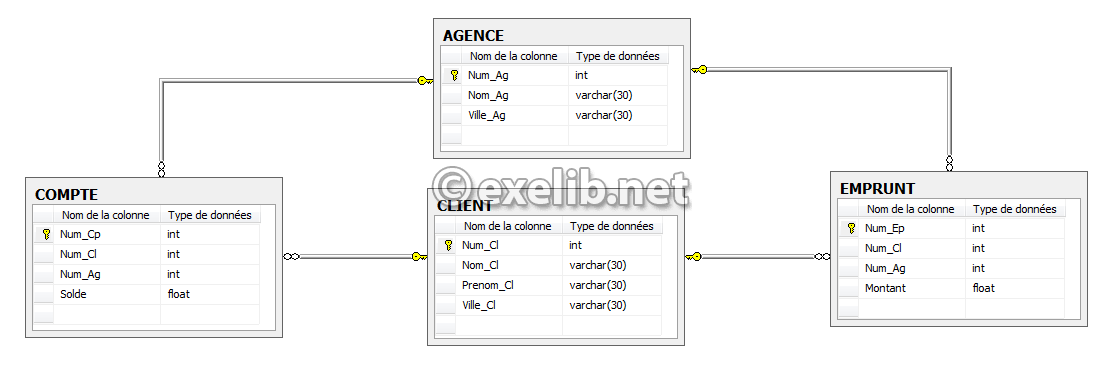 AGENCE
Nom de la colonne Type de données
Num_Ag int
Nom_Ag varchar(30)
Ville_Ag varchar(30)
©exelib.net
COMPTE
Nom de la colonne Type de données
Num_Cp int
Num_Cl int
Num_Ag int
Solde float
CLIENT
Nom de la colonne Type de données
Num_Cl int
Nom_Cl varchar(30)
Prenom_Cl varchar(30)
Ville_Cl varchar(30)
EMPRUNT
Nom de la colonne Type de données
Num_Ep int
Num_Cl int
Num_Ag int
Montant float